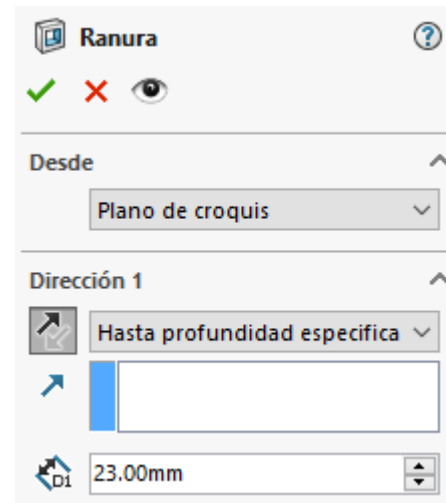 Ranura
Desde
Plano de croquis
Dirección 1
Hasta profundidad especifica
D1
23.00mm